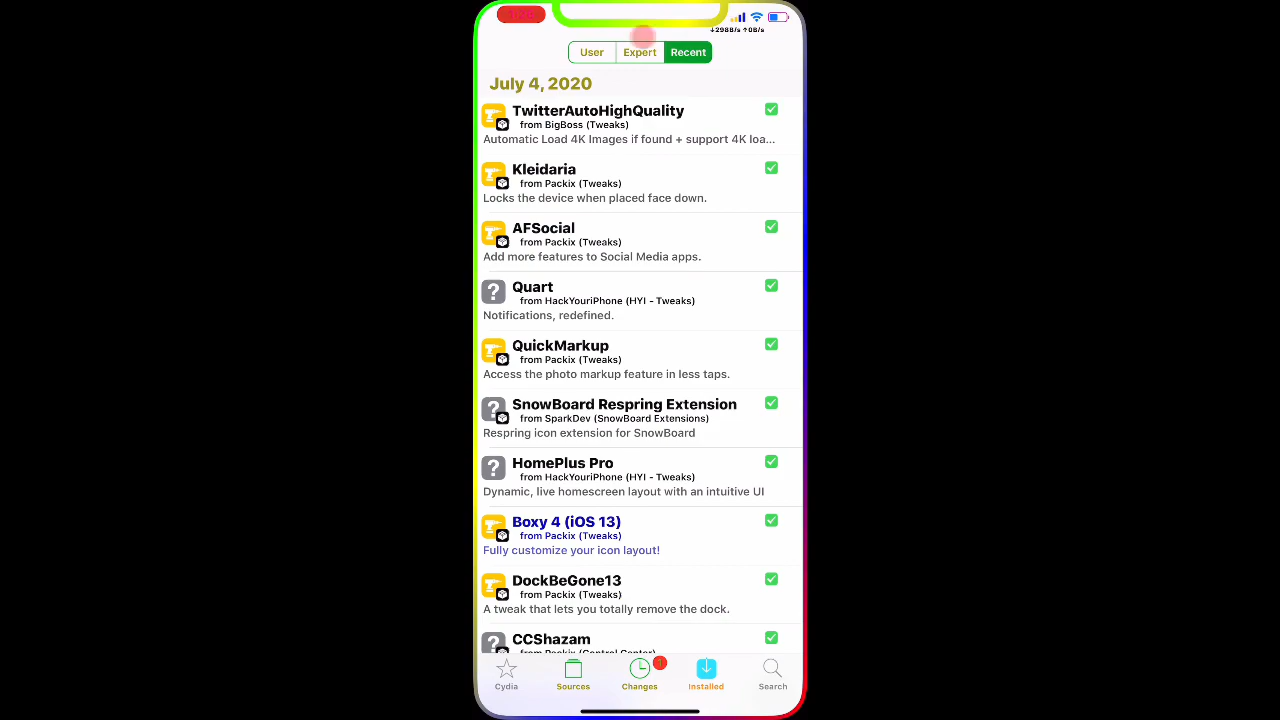 ↓298B/s ↑0B/s
User Expert Recent
July 4, 2020
TwitterAutoHighQuality
from BigBoss (Tweaks)
Automatic Load 4K Images if found + support 4K loa...
Kleidaria
from Packix (Tweaks)
Locks the device when placed face down.
AFSocial
from Packix (Tweaks)
Add more features to Social Media apps.
Quart
from HackYouriPhone (HYI - Tweaks)
Notifications, redefined.
QuickMarkup
from Packix (Tweaks)
Access the photo markup feature in less taps.
SnowBoard Respring Extension
from SparkDev (SnowBoard Extensions)
Respring icon extension for SnowBoard
HomePlus Pro
from HackYouriPhone (HYI - Tweaks)
Dynamic, live homescreen layout with an intuitive UI
Boxy 4 (iOS 13)
from Packix (Tweaks)
Fully customize your icon layout!
DockBeGone13
from Packix (Tweaks)
A tweak that lets you totally remove the dock.
CCShazam
from Packix (Control Center)
Cydia Sources Changes Installed Search